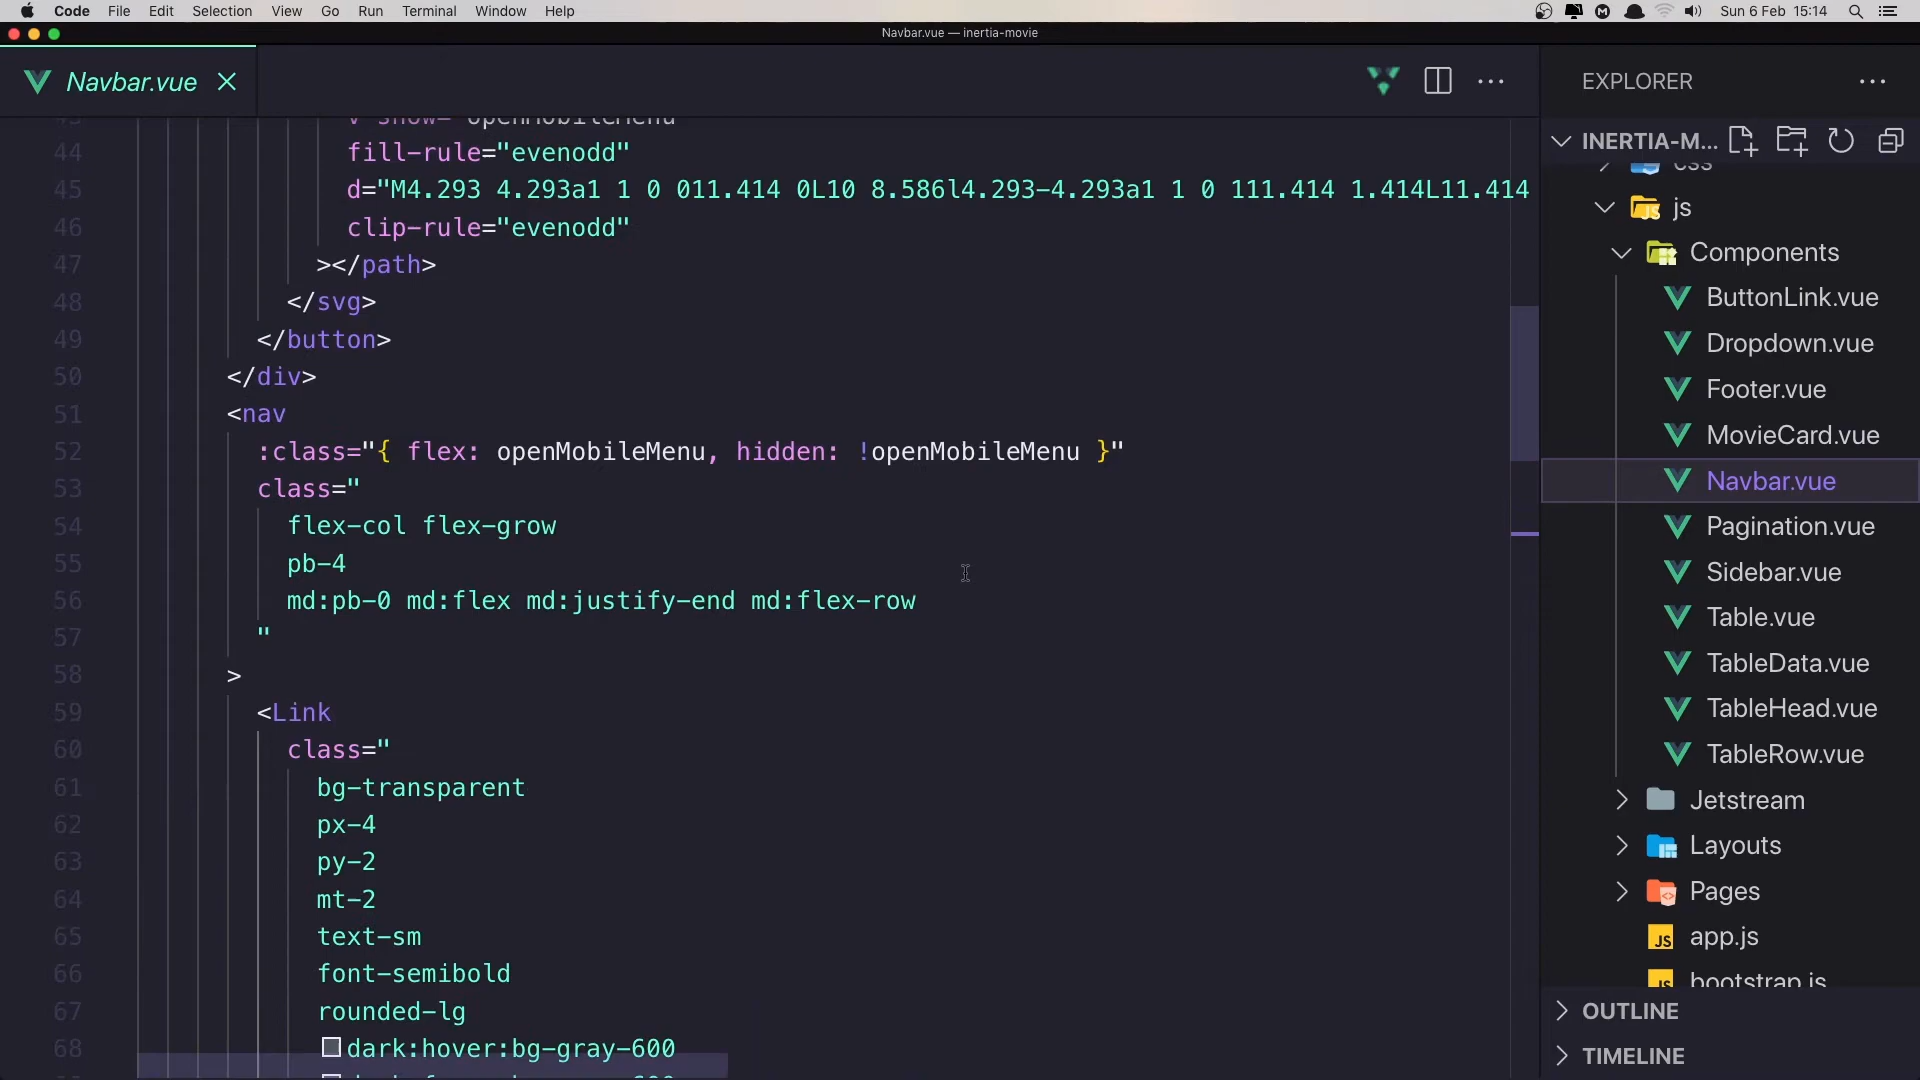 Code File Edit Selection View Go Run Terminal Window Help
Sun 6 Feb 15:14
Navbar.vue — inertia-movie
Navbar.vue
44 fill-rule="evenodd"
45 d="M4.293 4.293a1 1 0 011.414 0L10 8.586l4.293-4.293a1 1 0 111.414 1.414L11.414
46 clip-rule="evenodd"
47 ></path>
48 </svg>
49 </button>
50 </div>
51 <nav
52 :class="{ flex: openMobileMenu, hidden: !openMobileMenu }"
53 class="
54 flex-col flex-grow
55 pb-4
56 md:pb-0 md:flex md:justify-end md:flex-row
57 "
58 >
59 <Link
60 class="
61 bg-transparent
62 px-4
63 py-2
64 mt-2
65 text-sm
66 font-semibold
67 rounded-lg
68 dark:hover:bg-gray-600
EXPLORER
INERTIA-M...
css
js
Components
ButtonLink.vue
Dropdown.vue
Footer.vue
MovieCard.vue
Navbar.vue
Pagination.vue
Sidebar.vue
Table.vue
TableData.vue
TableHead.vue
TableRow.vue
Jetstream
Layouts
Pages
JS app.js
JS bootstrap.js
OUTLINE
TIMELINE